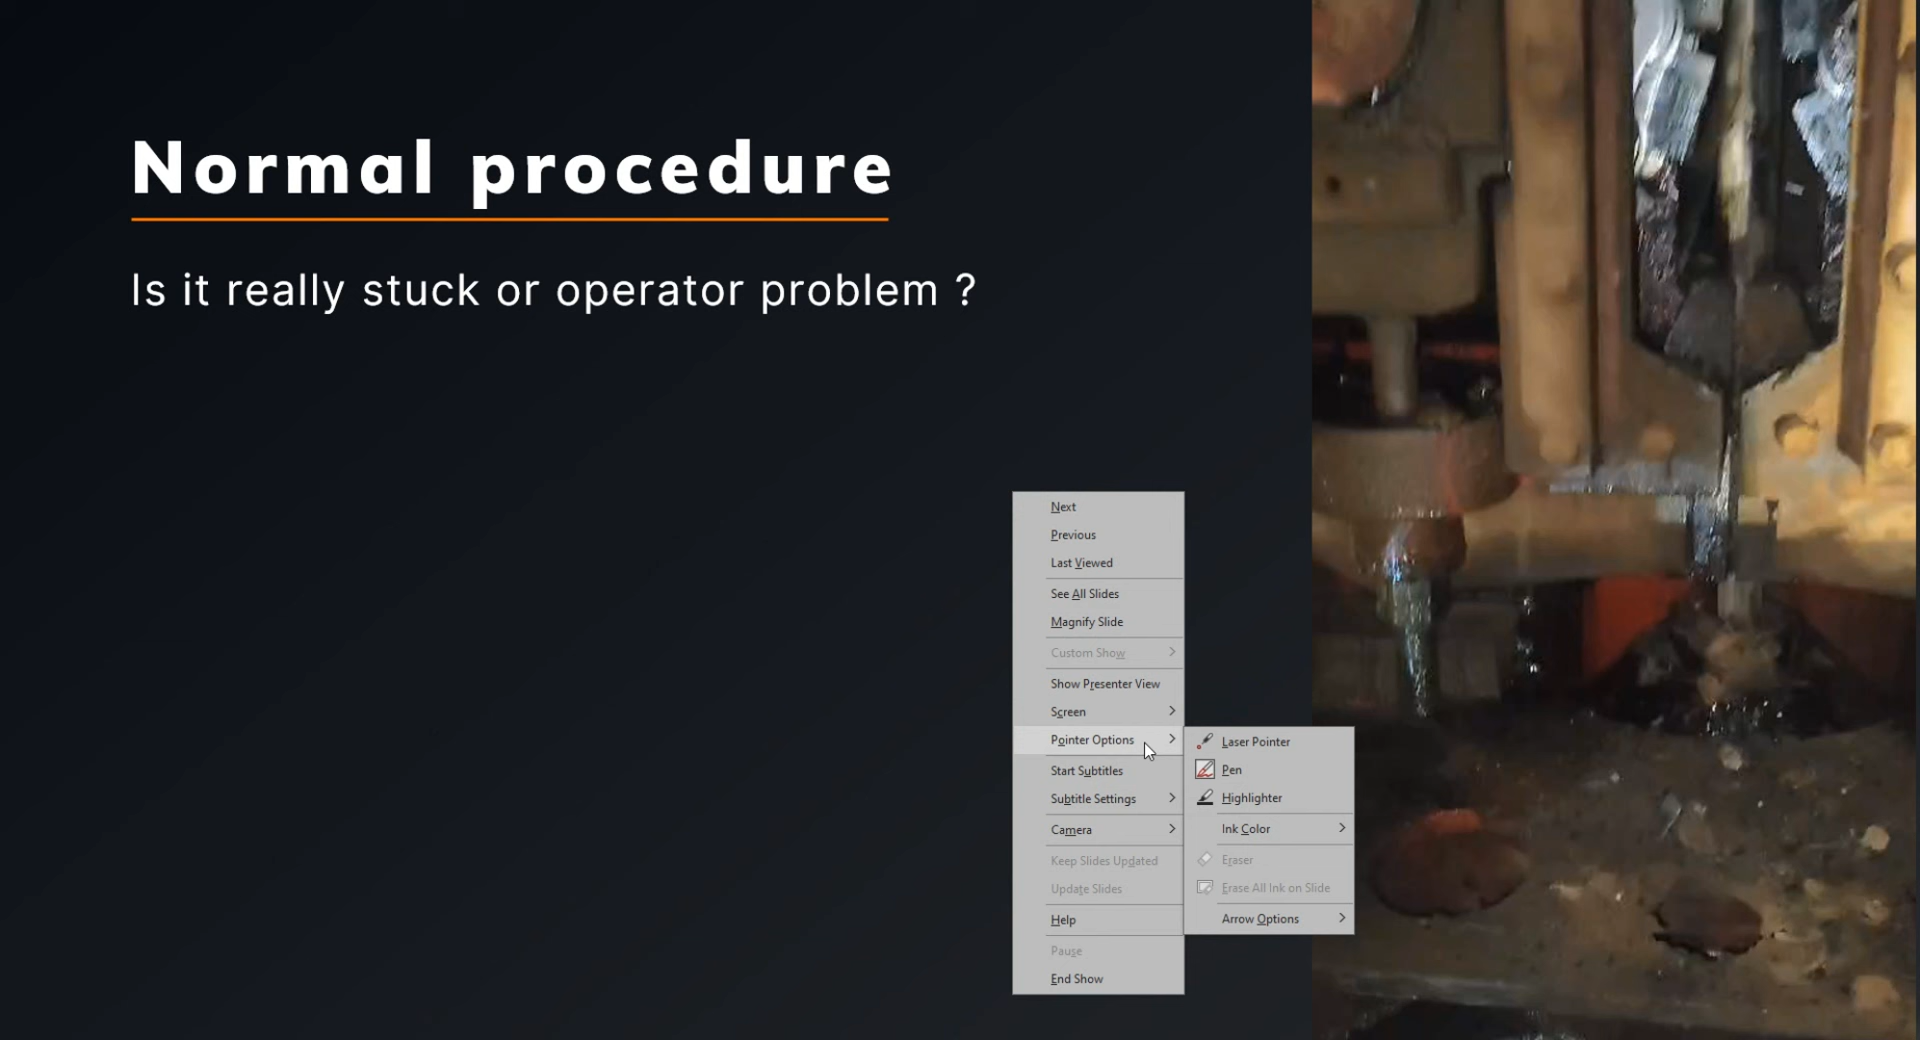 Normal procedure
Is it really stuck or operator problem ?
Next
Previous
Last Viewed
See All Slides
Magnify Slide
Custom Show
Show Presenter View
Screen
Pointer Options
Start Subtitles
Subtitle Settings
Camera
Keep Slides Updated
Update Slides
Help
Pause
End Show
Laser Pointer
Pen
Highlighter
Ink Color
Eraser
Erase All Ink on Slide
Arrow Options